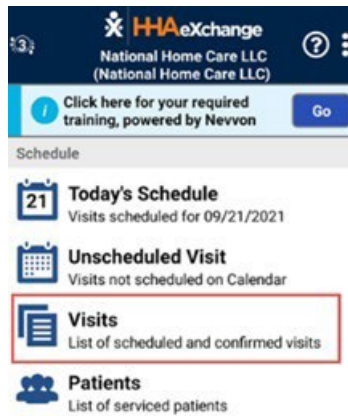 HHAeXchange
3
National Home Care LLC
(National Home Care LLC)
?
i
Click here for your required
training, powered by Nevvon
Go
Schedule
21
Today's Schedule
Visits scheduled for 09/21/2021
Unscheduled Visit
Visits not scheduled on Calendar
Visits
List of scheduled and confirmed visits
Patients
List of serviced patients